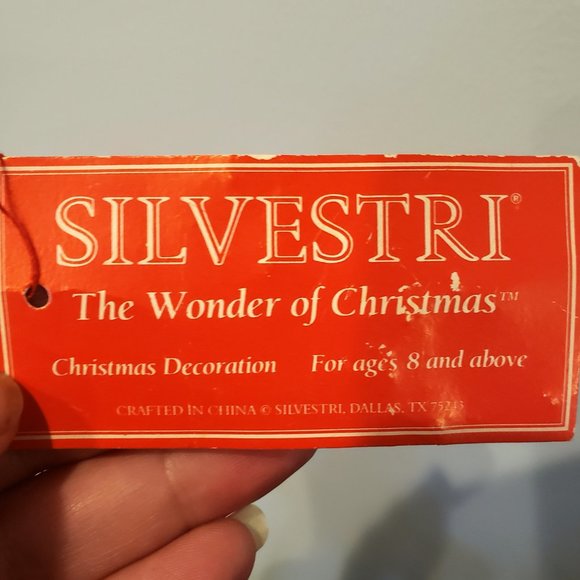 SILVESTRI®
The Wonder of Christmas™
Christmas Decoration For ages 8 and above
CRAFTED IN CHINA © SILVESTRI, DALLAS, TX